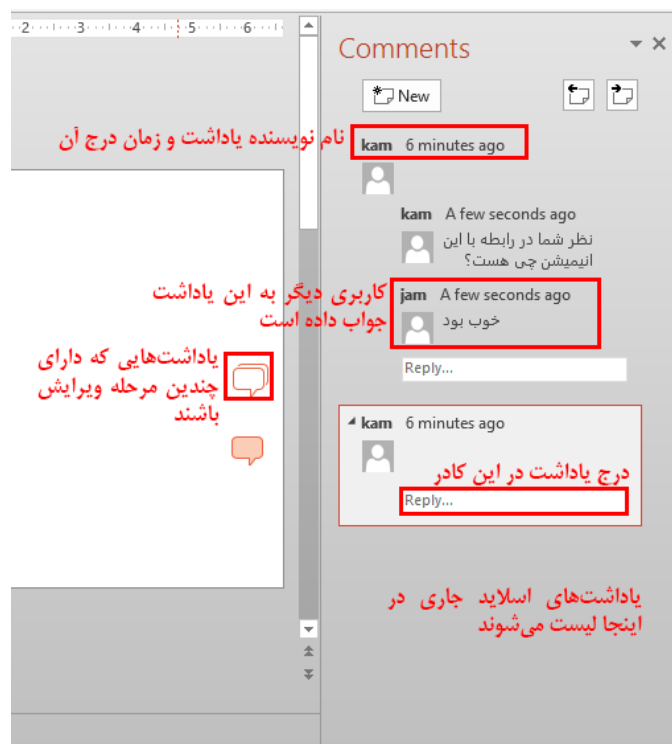 2 3 4 5 6
Comments
New
نام نویسنده یاداشت و زمان درج آن
kam 6 minutes ago
kam A few seconds ago
نظر شما در رابطه با این
انیمیشن چی هست؟
کاربری دیگر به این یاداشت
جواب داده است
jam A few seconds ago
خوب بود
Reply...
یاداشت‌هایی که دارای
چندین مرحله ویرایش
باشند
kam 6 minutes ago
درج یاداشت در این کادر
Reply...
یاداشت‌های اسلاید جاری در
اینجا لیست می‌شوند